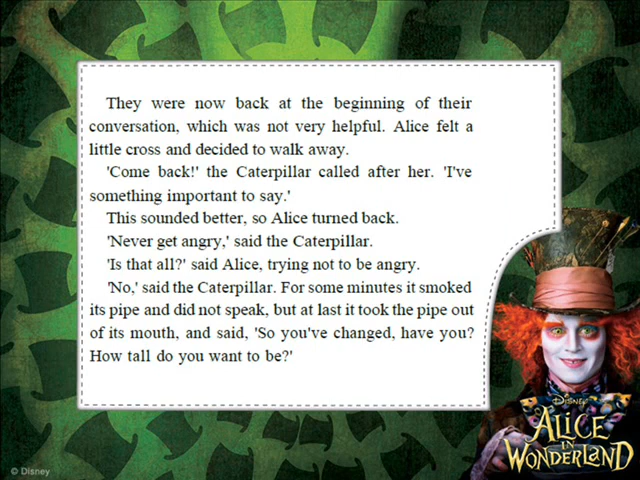 They were now back at the beginning of their
conversation, which was not very helpful. Alice felt a
little cross and decided to walk away.
'Come back!' the Caterpillar called after her. 'I've
something important to say.'
This sounded better, so Alice turned back.
'Never get angry,' said the Caterpillar.
'Is that all?' said Alice, trying not to be angry.
'No,' said the Caterpillar. For some minutes it smoked
its pipe and did not speak, but at last it took the pipe out
of its mouth, and said, 'So you've changed, have you?
How tall do you want to be?'
Disney
ALICE
IN
WONDERLAND
© Disney